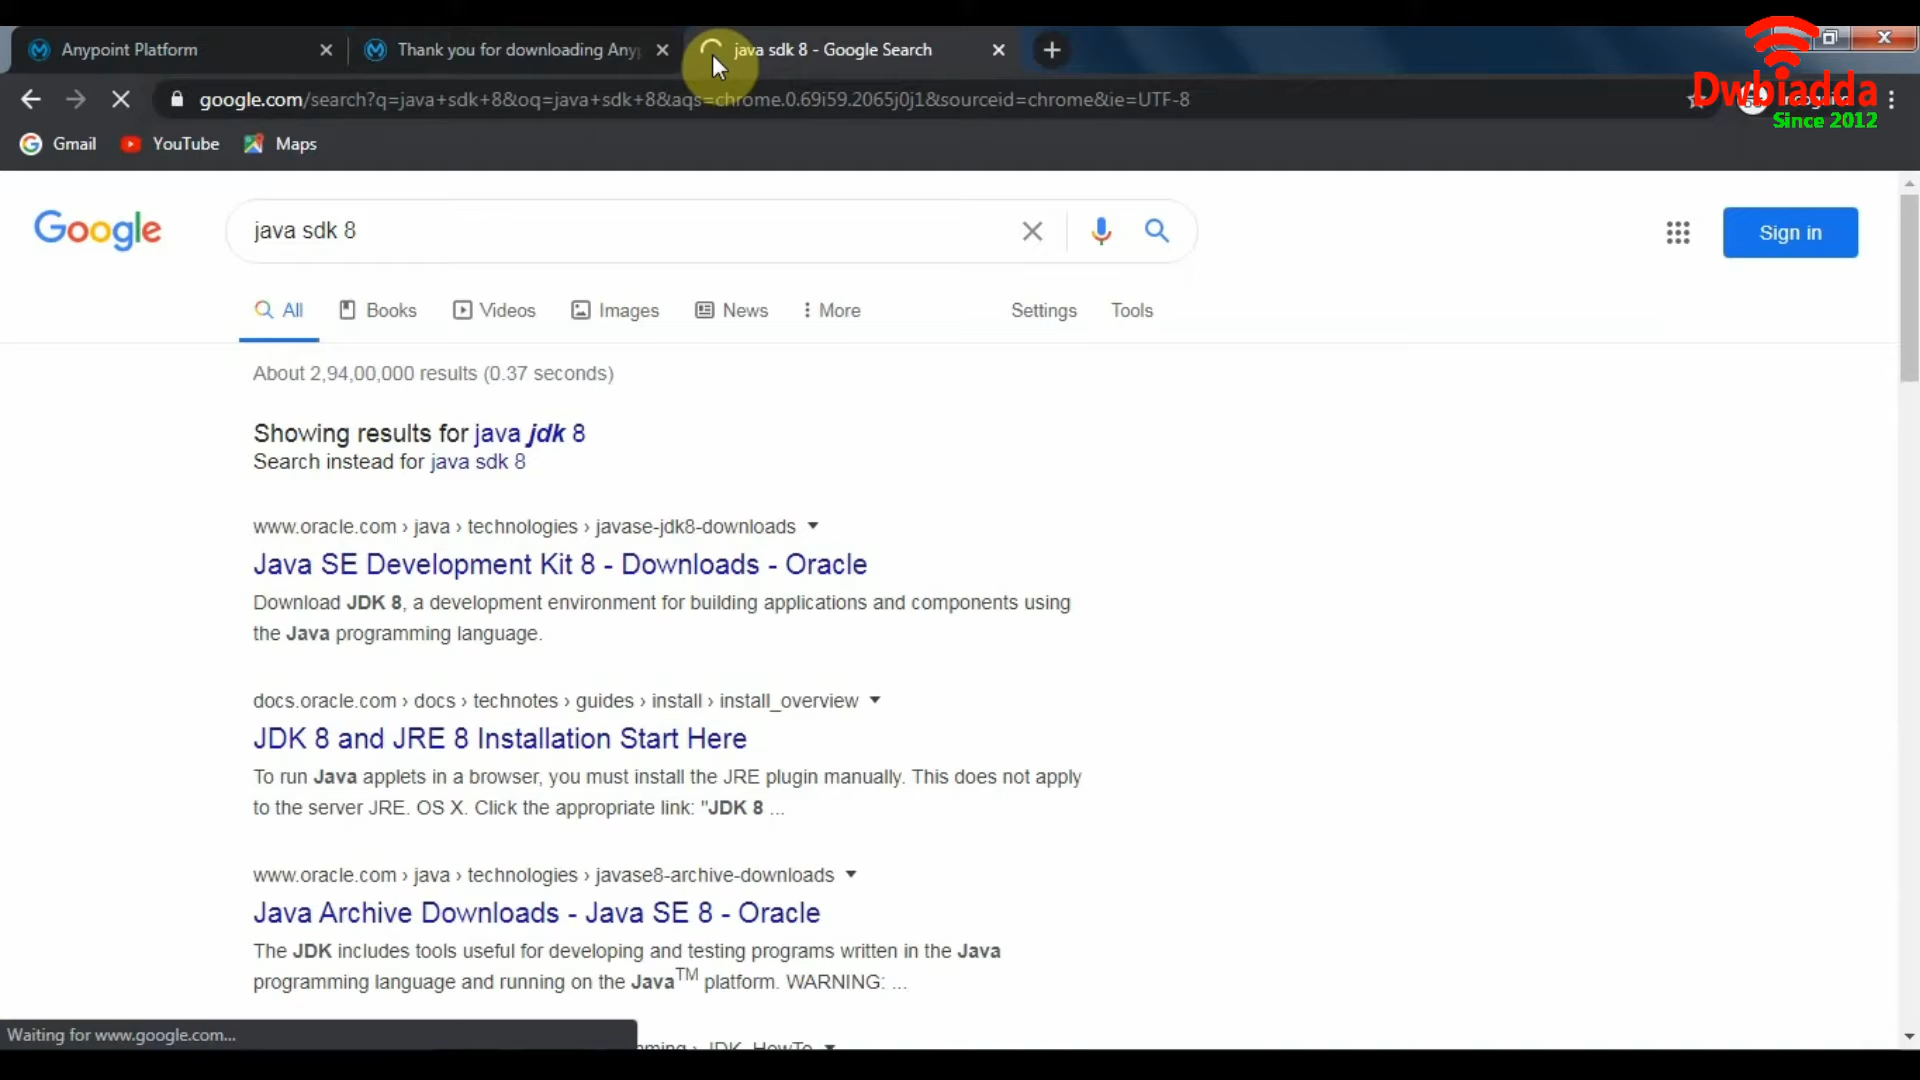 Anypoint Platform
Thank you for downloading Any
java sdk 8 - Google Search
google.com/search?q=java+sdk+8&oq=java+sdk+8&aqs=chrome.0.69i59.2065j0j1&sourceid=chrome&ie=UTF-8
Dwbiadda
Since 2012
Gmail
YouTube
Maps
Google
java sdk 8
Sign in
All
Books
Videos
Images
News
More
Settings
Tools
About 2,94,00,000 results (0.37 seconds)
Showing results for java jdk 8
Search instead for java sdk 8
www.oracle.com › java › technologies › javase-jdk8-downloads
Java SE Development Kit 8 - Downloads - Oracle
Download JDK 8, a development environment for building applications and components using
the Java programming language.
docs.oracle.com › docs › technotes › guides › install › install_overview
JDK 8 and JRE 8 Installation Start Here
To run Java applets in a browser, you must install the JRE plugin manually. This does not apply
to the server JRE. OS X. Click the appropriate link: "JDK 8 ...
www.oracle.com › java › technologies › javase8-archive-downloads
Java Archive Downloads - Java SE 8 - Oracle
The JDK includes tools useful for developing and testing programs written in the Java
programming language and running on the Java™ platform. WARNING: ...
Waiting for www.google.com...
JDK_HowTo